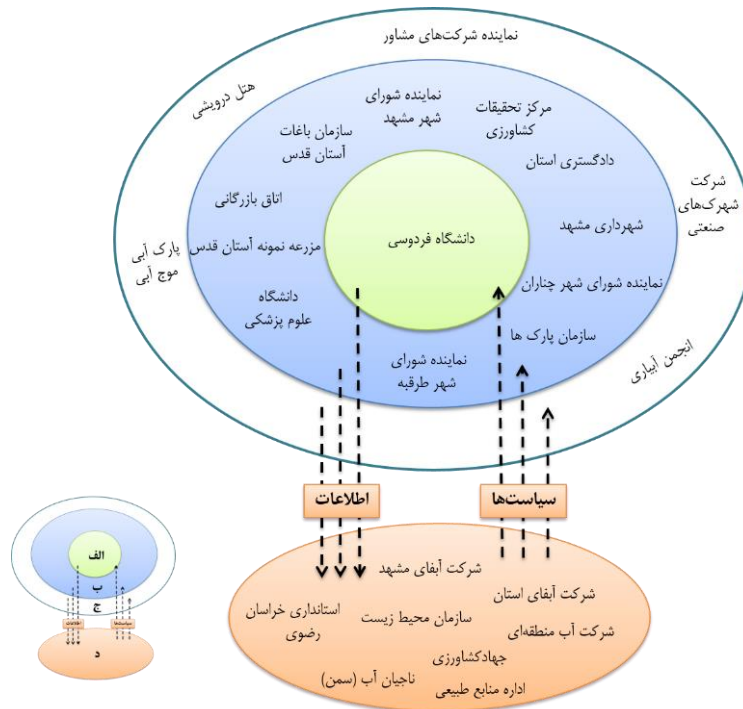 نماینده شرکت‌های مشاور
هتل درویشی
نماینده شورای
شهر مشهد
مرکز تحقیقات
کشاورزی
سازمان باغات
آستان قدس
دادگستری استان
شرکت
شهرک‌های
صنعتی
اتاق بازرگانی
شهرداری مشهد
دانشگاه فردوسی
پارک آبی
موج آبی
مزرعه نمونه آستان قدس
نماینده شورای شهر چناران
دانشگاه
علوم پزشکی
سازمان پارک ها
نماینده شورای
شهر طرقبه
انجمن آبیاری
سیاست‌ها
اطلاعات
شرکت آبفای مشهد
شرکت آبفای استان
استانداری خراسان
رضوی
سازمان محیط زیست
شرکت آب منطقه‌ای
جهادکشاورزی
ناجیان آب (سمن)
اداره منابع طبیعی
الف
ب
ج
سیاست‌ها
اطلاعات
د